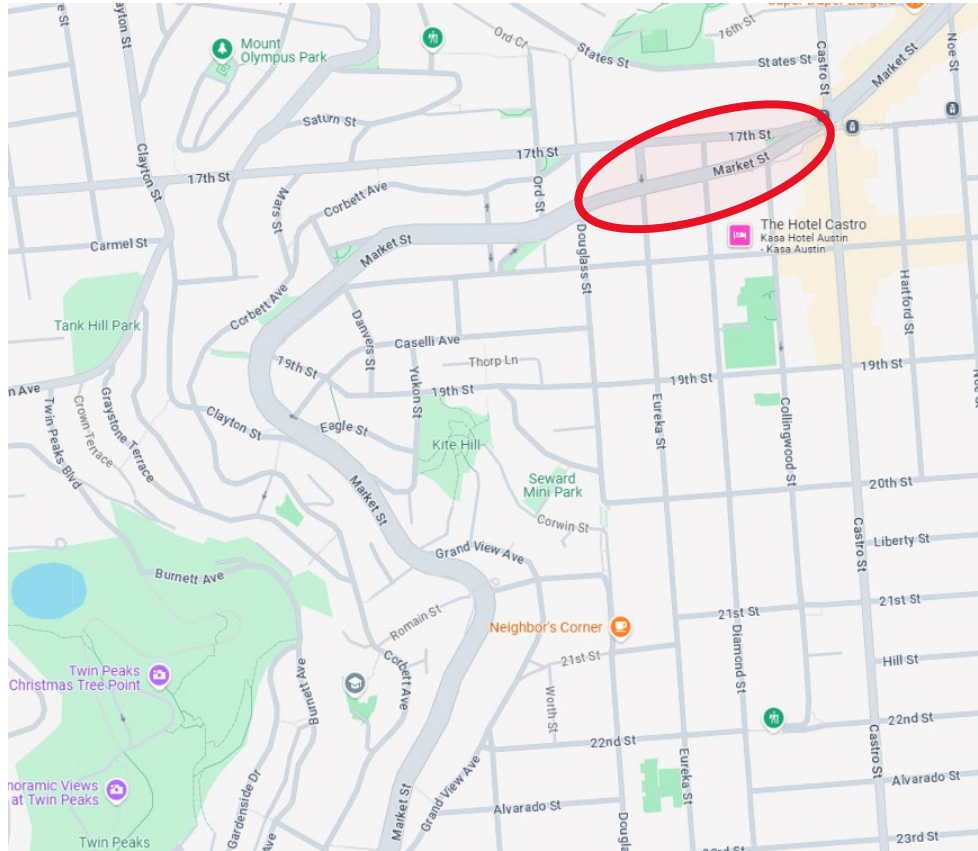 Clayton St
Mount
Olympus Park
Ord Ct
States St
76th St
States St
Castro St
Market St
Noe St
Saturn St
17th St
17th St
17th St
Market St
Clayton St
Mars St
Corbett Ave
Ord St
Carmel St
Market St
Douglass St
The Hotel Castro
Kasa Hotel Austin
- Kasa Austin
Hartford St
Corbett Ave
Danvers St
Tank Hill Park
Caselli Ave
Thorp Ln
19th St
19th St
19th St
19th St
n Ave
Yukon St
Twin Peaks Blvd
Crown Terrace
Graystone Terrace
Clayton St
Eagle St
Eureka St
Collingwood St
Kite Hill
Market St
Seward
Mini Park
20th St
Corwin St
Castro St
Liberty St
Grand View Ave
Burnett Ave
21st St
21st St
Romain St
Neighbor's Corner
21st St
Diamond St
Hill St
Twin Peaks
Christmas Tree Point
Corbett Ave
Burnett Ave
Worth St
22nd St
22nd St
Castro St
Eureka St
noramic Views
at Twin Peaks
Gardenside Dr
Market St
Grand View Ave
Alvarado St
Alvarado St
Twin Peaks
23rd St